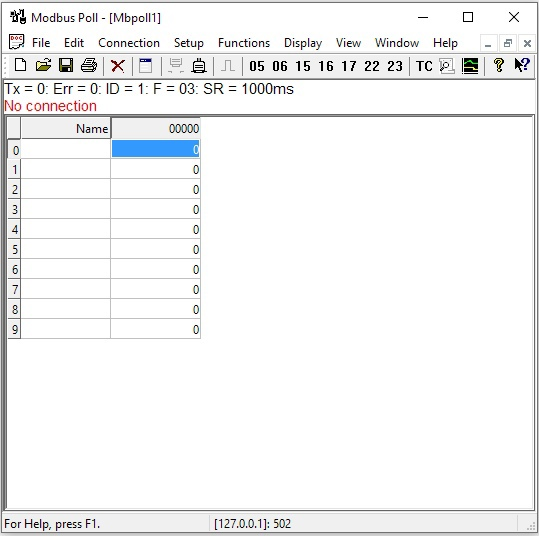 Modbus Poll - [Mbpoll1]
File Edit Connection Setup Functions Display View Window Help
05 06 15 16 17 22 23 TC
Tx = 0: Err = 0: ID = 1: F = 03: SR = 1000ms
No connection
Name 00000
0 0
1 0
2 0
3 0
4 0
5 0
6 0
7 0
8 0
9 0
For Help, press F1. [127.0.0.1]: 502